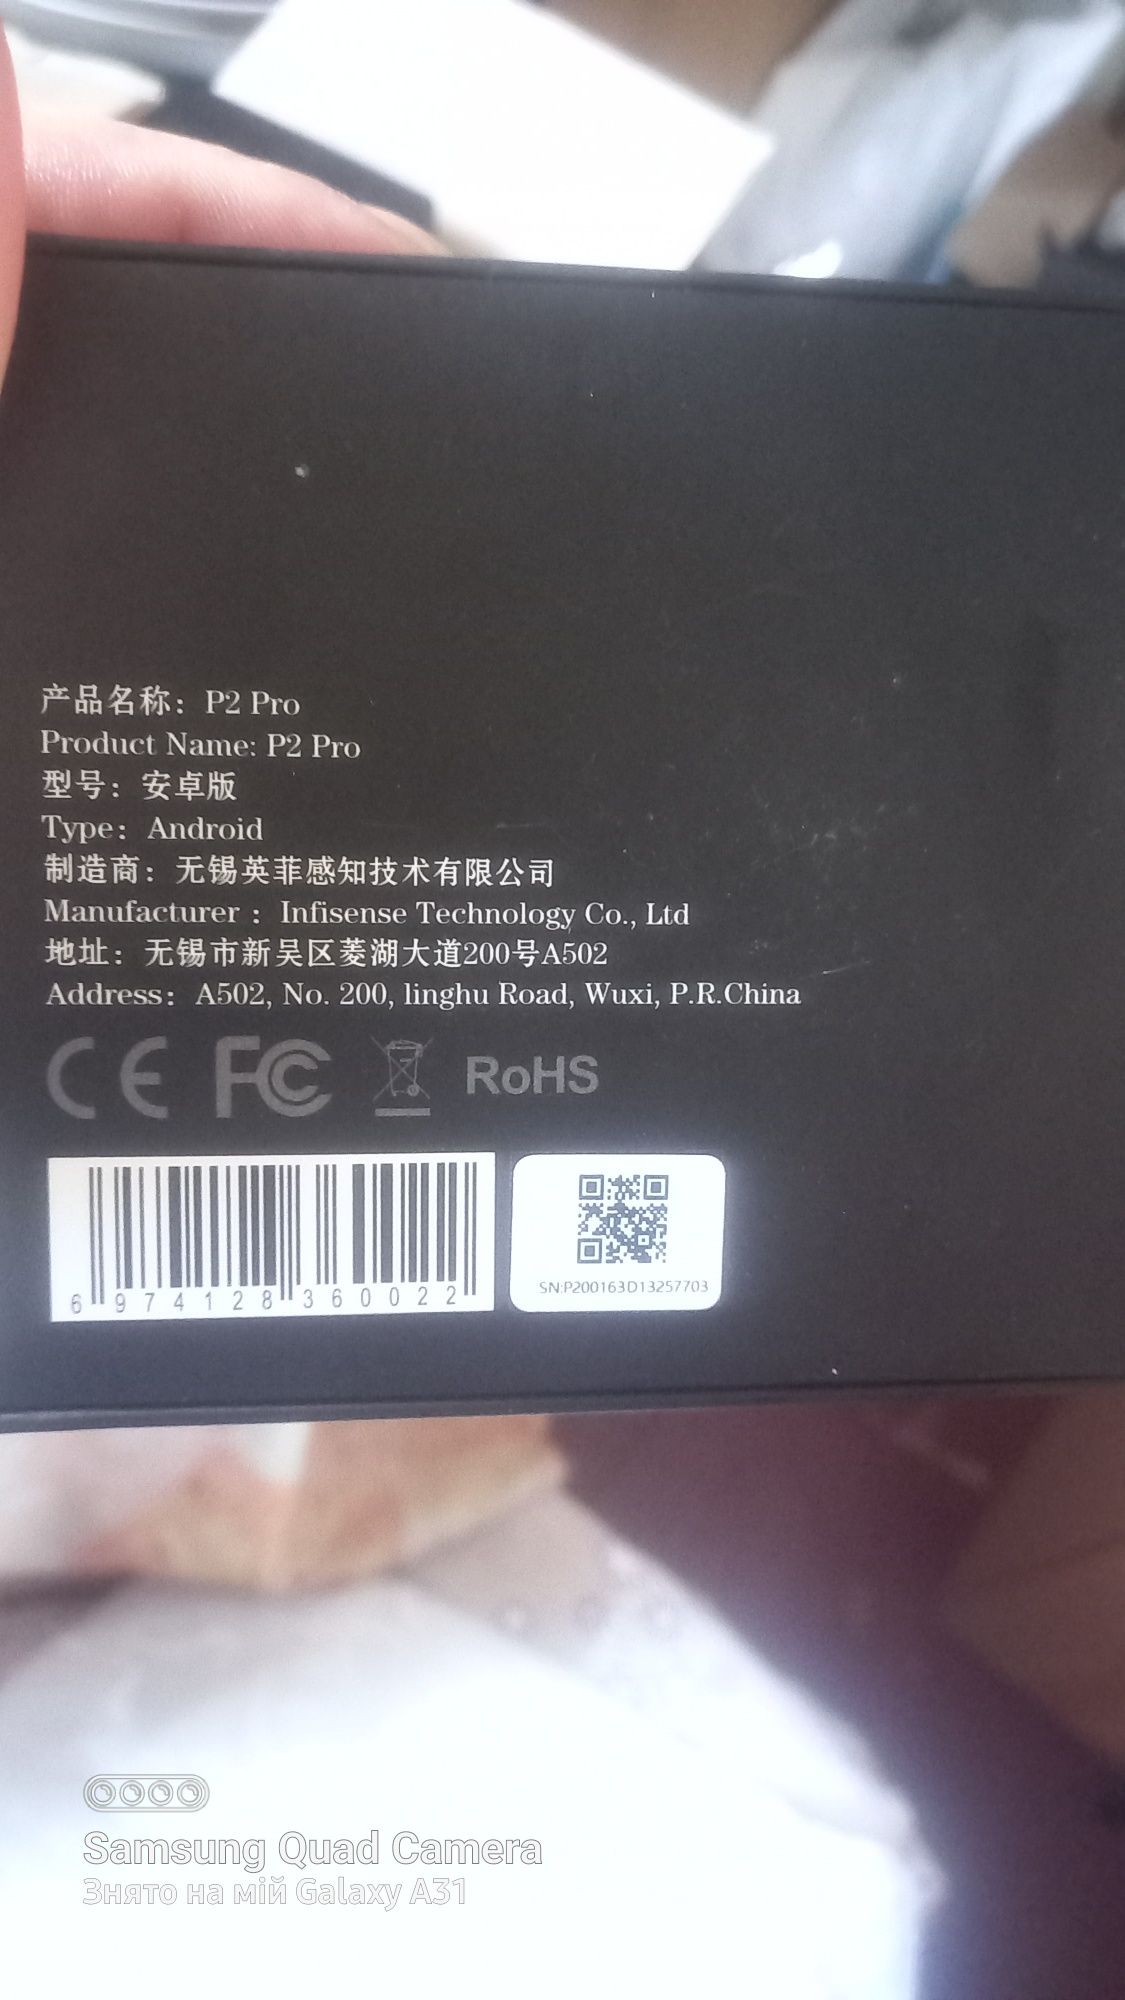 产品名称：P2 Pro
Product Name: P2 Pro
型号：安卓版
Type：Android
制造商：无锡英菲感知技术有限公司
Manufacturer：Infisense Technology Co., Ltd
地址：无锡市新吴区菱湖大道200号A502
Address：A502, No. 200, linghu Road, Wuxi, P.R.China
CE FC RoHS
6 974128 360022
SN:P200163D13257703
Samsung Quad Camera
Знято на мій Galaxy A31